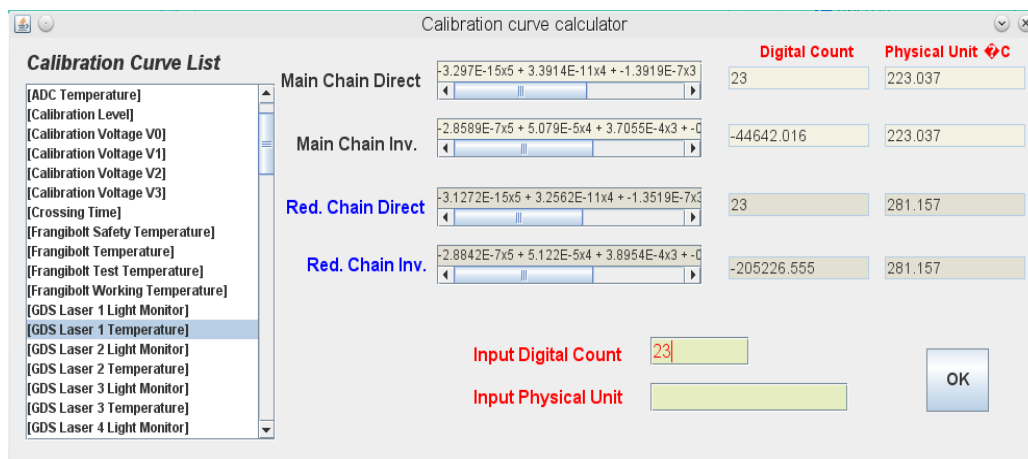 Calibration curve calculator
Calibration Curve List
[ADC Temperature]
[Calibration Level]
[Calibration Voltage V0]
[Calibration Voltage V1]
[Calibration Voltage V2]
[Calibration Voltage V3]
[Crossing Time]
[Frangibolt Safety Temperature]
[Frangibolt Temperature]
[Frangibolt Test Temperature]
[Frangibolt Working Temperature]
[GDS Laser 1 Light Monitor]
[GDS Laser 1 Temperature]
[GDS Laser 2 Light Monitor]
[GDS Laser 2 Temperature]
[GDS Laser 3 Light Monitor]
[GDS Laser 3 Temperature]
[GDS Laser 4 Light Monitor]
Digital Count Physical Unit �C
Main Chain Direct -3.297E-15x5 + 3.3914E-11x4 + -1.3919E-7x3 23 223.037
Main Chain Inv. -2.8589E-7x5 + 5.079E-5x4 + 3.7055E-4x3 + -0 -44642.016 223.037
Red. Chain Direct -3.1272E-15x5 + 3.2562E-11x4 + -1.3519E-7x3 23 281.157
Red. Chain Inv. -2.8842E-7x5 + 5.122E-5x4 + 3.8954E-4x3 + -0 -205226.555 281.157
Input Digital Count 23
Input Physical Unit
OK